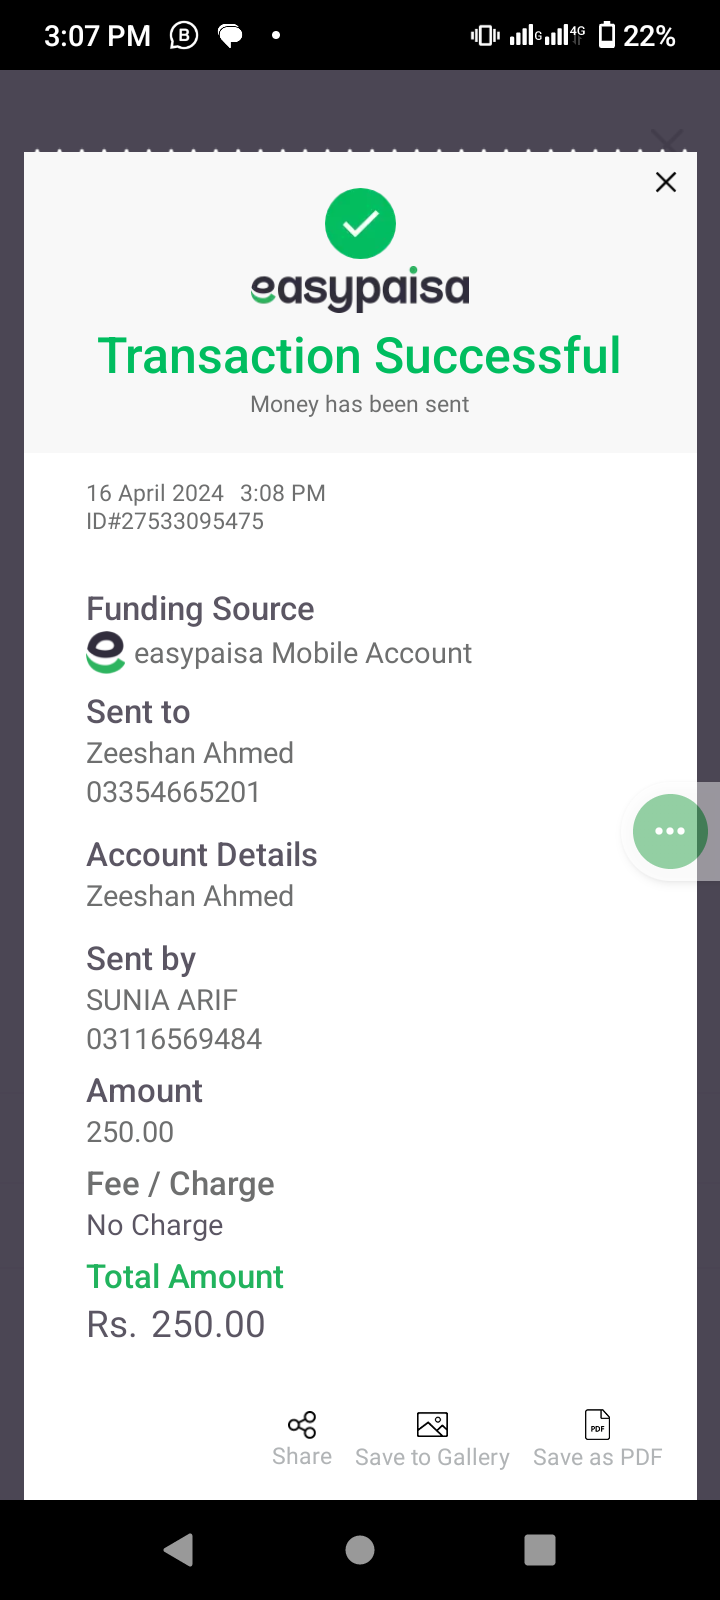 3:07 PM
22%
easypaisa
Transaction Successful
Money has been sent
16 April 2024 3:08 PM
ID#27533095475
Funding Source
easypaisa Mobile Account
Sent to
Zeeshan Ahmed
03354665201
Account Details
Zeeshan Ahmed
Sent by
SUNIA ARIF
03116569484
Amount
250.00
Fee / Charge
No Charge
Total Amount
Rs. 250.00
PDF
Share Save to Gallery Save as PDF